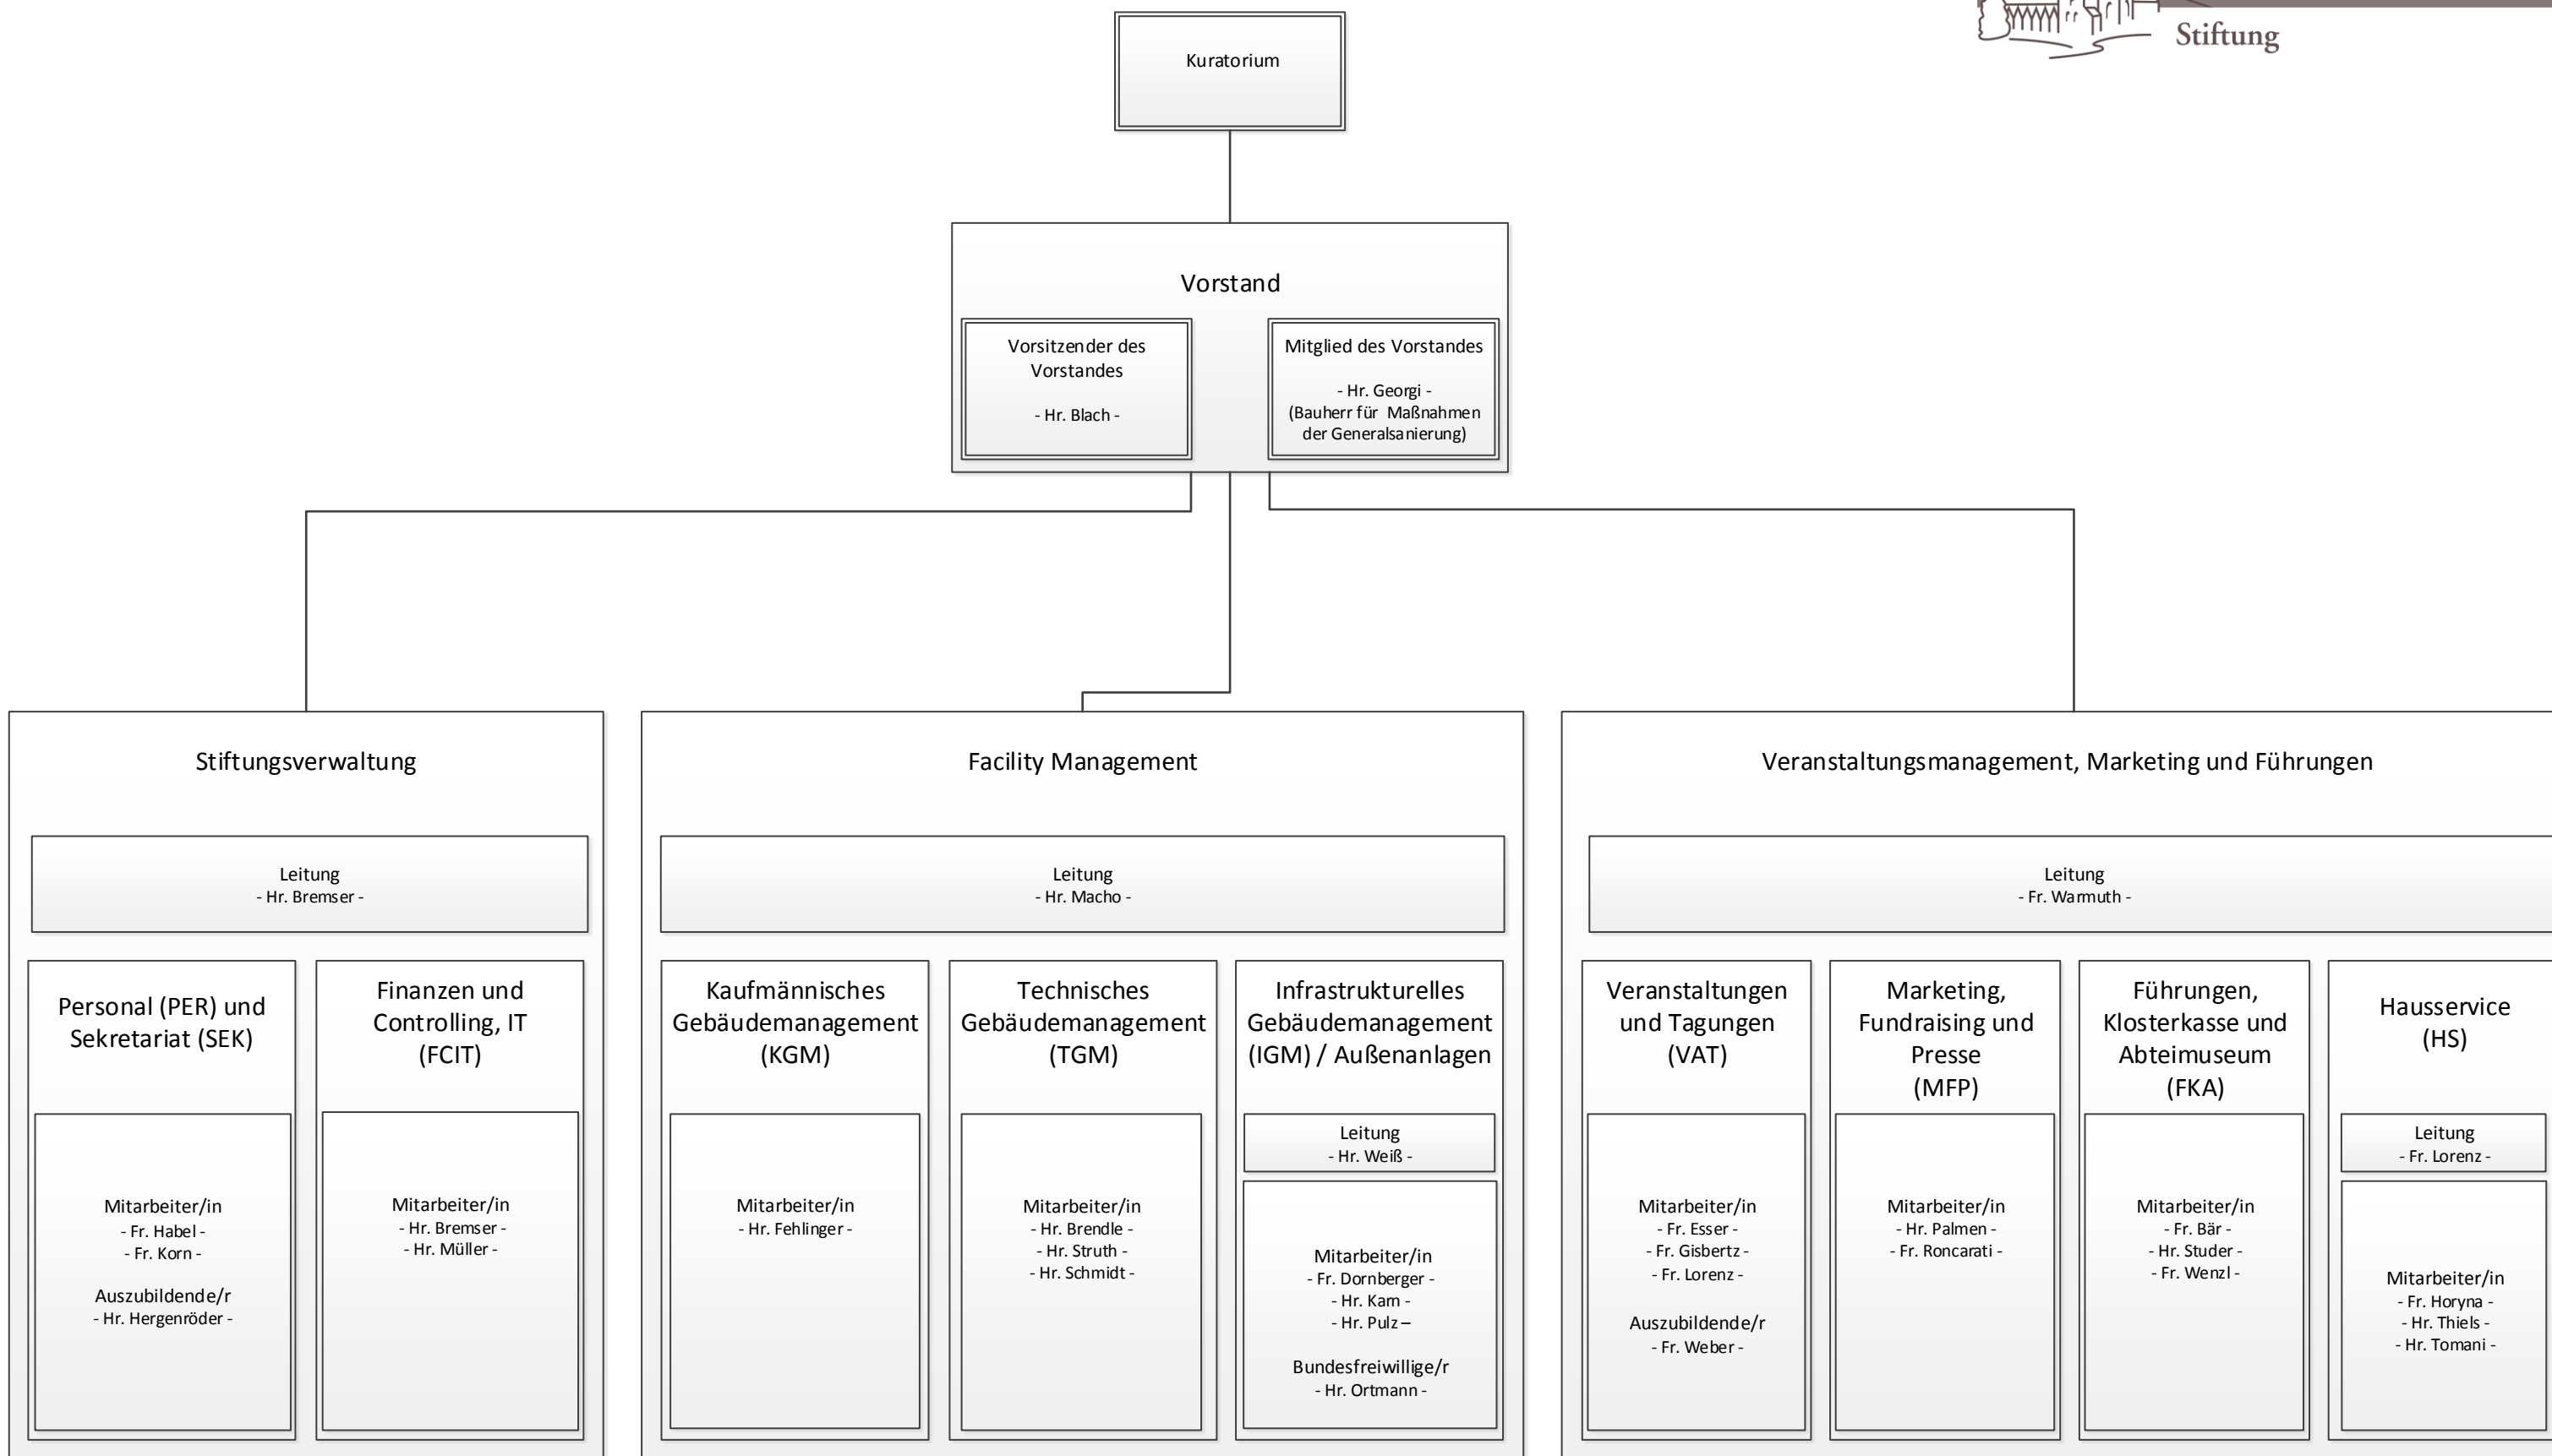 Stiftung
Kuratorium
Vorstand
Vorsitzender des
Vorstandes
- Hr. Blach -
Mitglied des Vorstandes
- Hr. Georgi -
(Bauherr für Maßnahmen
der Generalsanierung)
Stiftungsverwaltung
Leitung
- Hr. Bremser -
Personal (PER) und
Sekretariat (SEK)
Mitarbeiter/in
- Fr. Habel -
- Fr. Korn -
Auszubildende/r
- Hr. Hergenröder -
Finanzen und
Controlling, IT
(FCIT)
Mitarbeiter/in
- Hr. Bremser -
- Hr. Müller -
Facility Management
Leitung
- Hr. Macho -
Kaufmännisches
Gebäudemanagement
(KGM)
Mitarbeiter/in
- Hr. Fehlinger -
Technisches
Gebäudemanagement
(TGM)
Mitarbeiter/in
- Hr. Brendle -
- Hr. Struth -
- Hr. Schmidt -
Infrastrukturelles
Gebäudemanagement
(IGM) / Außenanlagen
Leitung
- Hr. Weiß -
Mitarbeiter/in
- Fr. Dornberger -
- Hr. Karn -
- Hr. Pulz –
Bundesfreiwillige/r
- Hr. Ortmann -
Veranstaltungsmanagement, Marketing und Führungen
Leitung
- Fr. Warmuth -
Veranstaltungen
und Tagungen
(VAT)
Mitarbeiter/in
- Fr. Esser -
- Fr. Gisbertz -
- Fr. Lorenz -
Auszubildende/r
- Fr. Weber -
Marketing,
Fundraising und
Presse
(MFP)
Mitarbeiter/in
- Hr. Palmen -
- Fr. Roncarati -
Führungen,
Klosterkasse und
Abteimuseum
(FKA)
Mitarbeiter/in
- Fr. Bär -
- Hr. Studer -
- Fr. Wenzl -
Hausservice
(HS)
Leitung
- Fr. Lorenz -
Mitarbeiter/in
- Fr. Horyna -
- Hr. Thiels -
- Hr. Tomani -